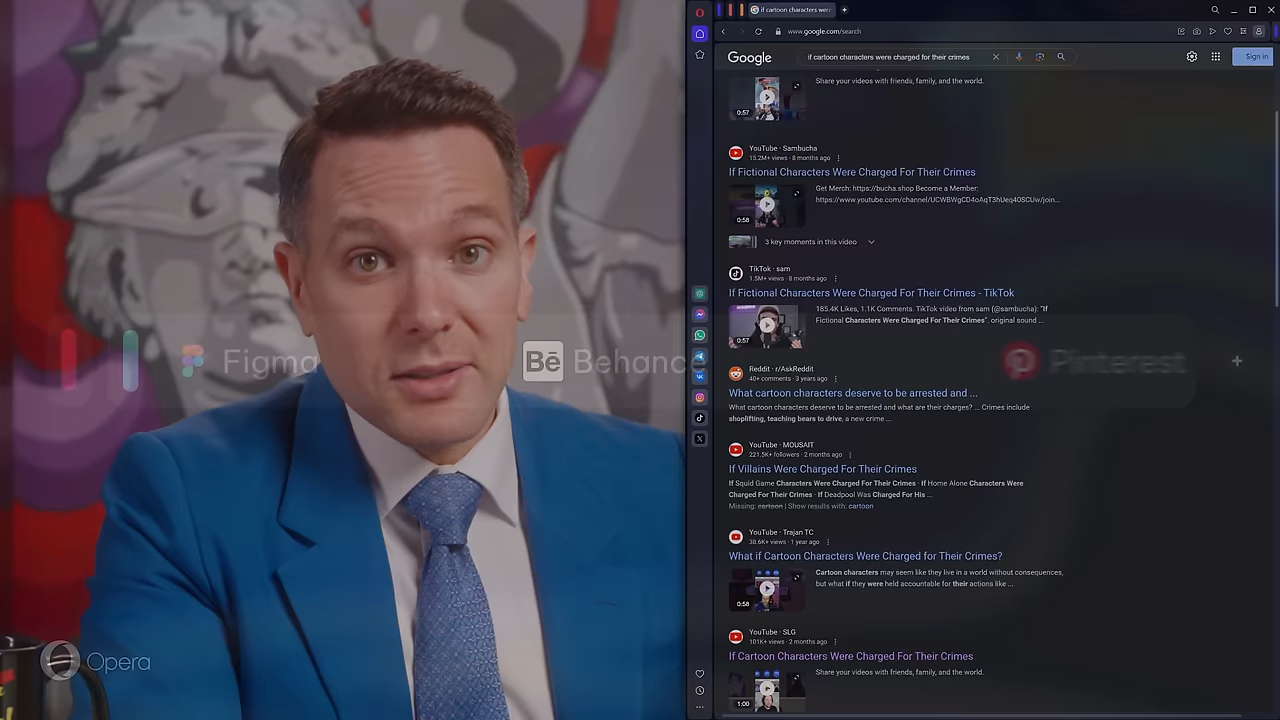 if cartoon characters were
www.google.com/search
Google
if cartoon characters were charged for their crimes
Sign in
Share your videos with friends, family, and the world.
0:57
YouTube · Sambucha
15.2M+ views · 8 months ago
If Fictional Characters Were Charged For Their Crimes
Get Merch: https://bucha.shop Become a Member:
https://www.youtube.com/channel/UCWBWgCD4oAqT3hUeq40SCUw/join...
0:58
3 key moments in this video
TikTok · sam
1.5M+ views · 8 months ago
If Fictional Characters Were Charged For Their Crimes - TikTok
185.4K Likes, 1.1K Comments. TikTok video from sam (@sambucha): "If
Fictional Characters Were Charged For Their Crimes". original sound ...
0:57
Figma
Bē Behance
Pinterest
Reddit · r/AskReddit
40+ comments · 3 years ago
What cartoon characters deserve to be arrested and ...
What cartoon characters deserve to be arrested and what are their charges? ... Crimes include
shoplifting, teaching bears to drive, a new crime ...
YouTube · MOUSAIT
221.5K+ followers · 2 months ago
If Villains Were Charged For Their Crimes
If Squid Game Characters Were Charged For Their Crimes · If Home Alone Characters Were
Charged For Their Crimes · If Deadpool Was Charged For His ...
Missing: cartoon | Show results with: cartoon
YouTube · Trajan TC
38.6K+ views · 1 year ago
What if Cartoon Characters Were Charged for Their Crimes?
Cartoon characters may seem like they live in a world without consequences,
but what if they were held accountable for their actions like ...
0:58
YouTube · SLG
101K+ views · 2 months ago
If Cartoon Characters Were Charged For Their Crimes
Share your videos with friends, family, and the world.
1:00
Opera